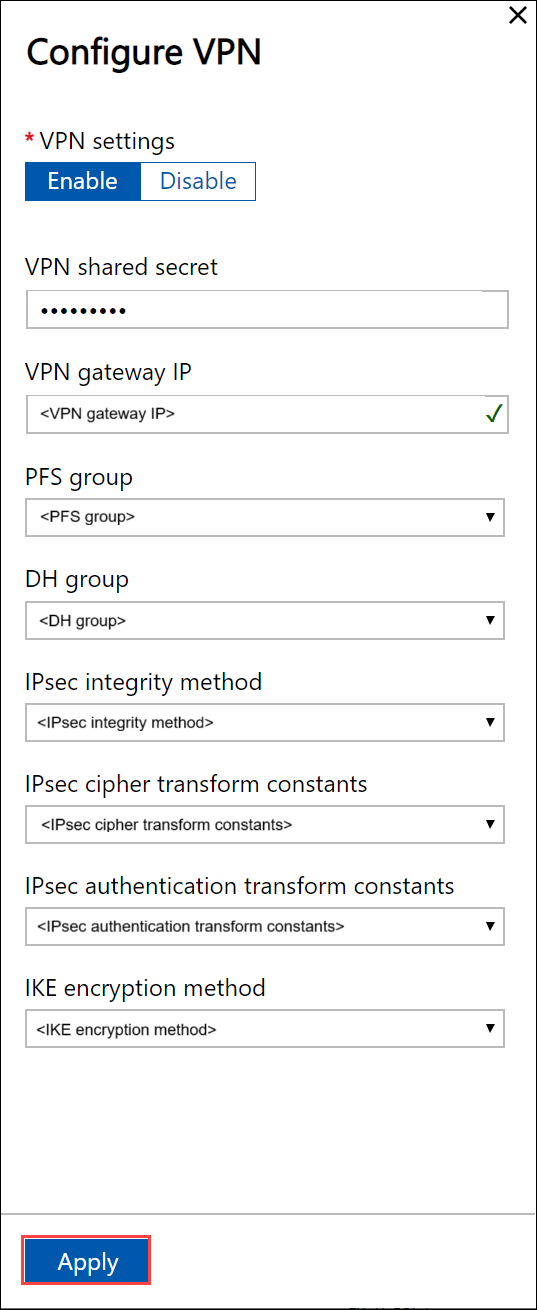 Configure VPN
* VPN settings
Enable Disable
VPN shared secret
•••••••••
VPN gateway IP
<VPN gateway IP>
PFS group
<PFS group>
DH group
<DH group>
IPsec integrity method
<IPsec integrity method>
IPsec cipher transform constants
<IPsec cipher transform constants>
IPsec authentication transform constants
<IPsec authentication transform constants>
IKE encryption method
<IKE encryption method>
Apply